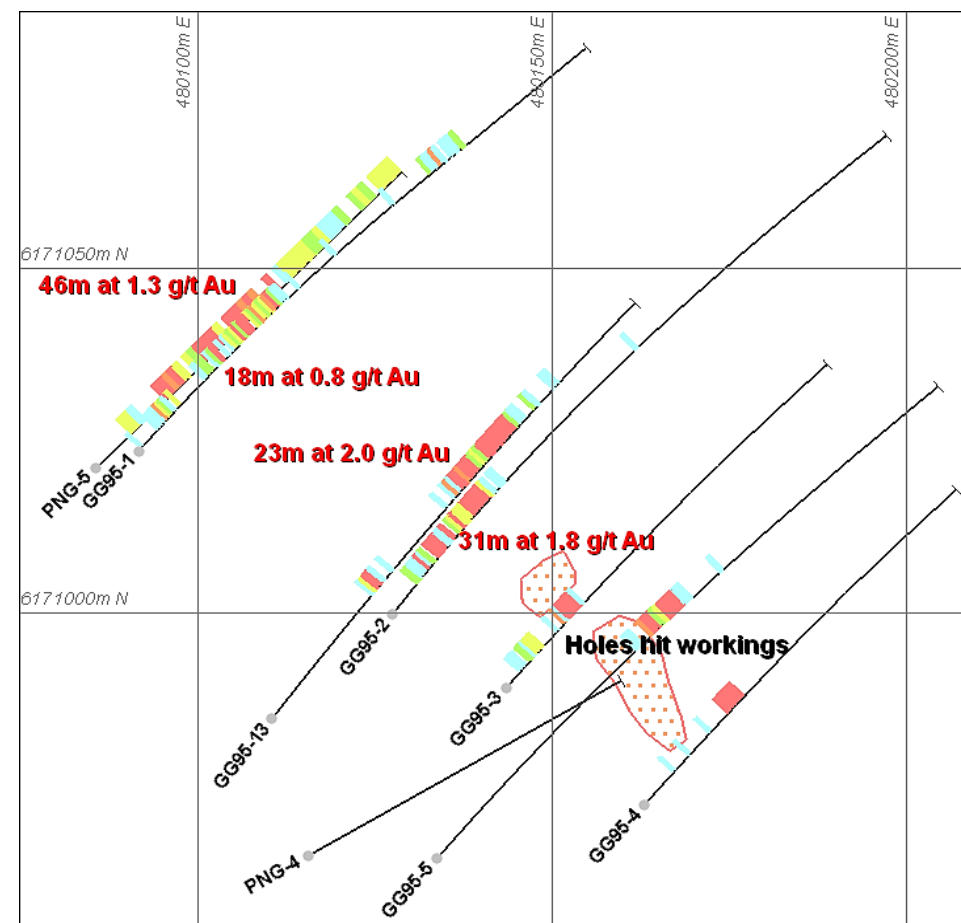 480100m E
480150m E
480200m E
6171050m N
46m at 1.3 g/t Au
18m at 0.8 g/t Au
23m at 2.0 g/t Au
PNG-5
GG95-1
31m at 1.8 g/t Au
6171000m N
Holes hit workings
GG95-2
GG95-3
GG95-13
GG95-4
PNG-4
GG95-5